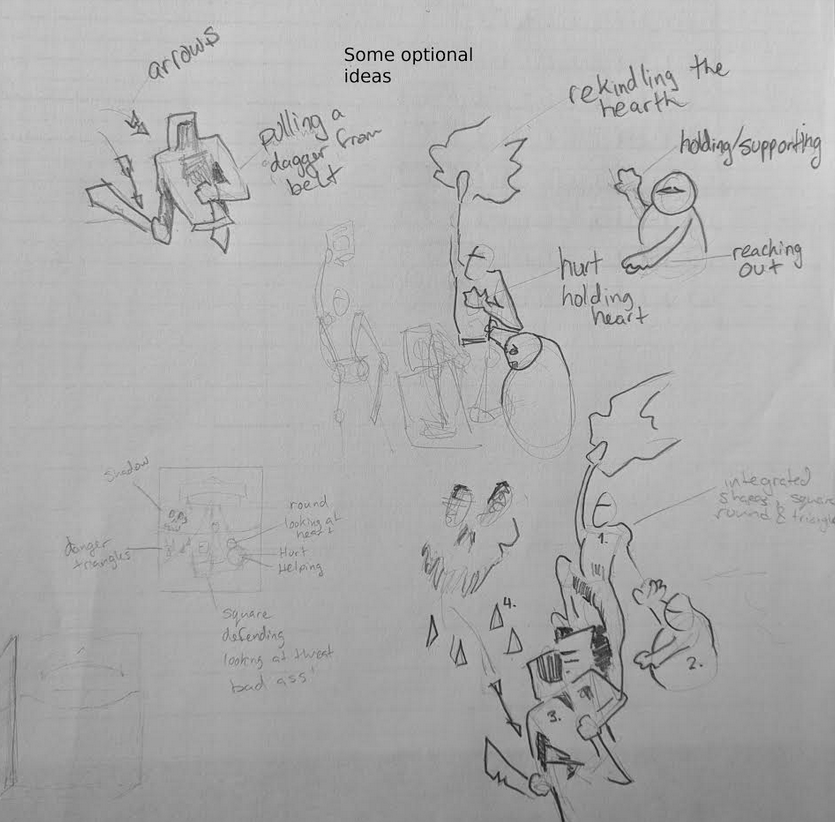 Some optional
ideas
arrows
pulling a
dagger from
belt
rekindling the
hearth
holding/supporting
reaching
out
hurt
holding
heart
integrated
shapes square
round & triangle
shadow
danger
triangles
round
looking at
heart
Hurt
Helping
square
defending
looking at threat
bad ass'
1.
2.
3.
4.